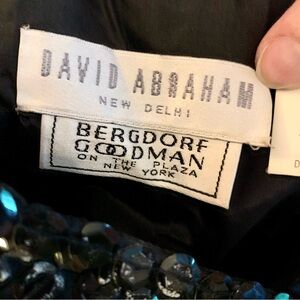 DAVID ABRAHAM
NEW DELHI
BERGDORF
GOODMAN
ON THE PLAZA
NEW YORK